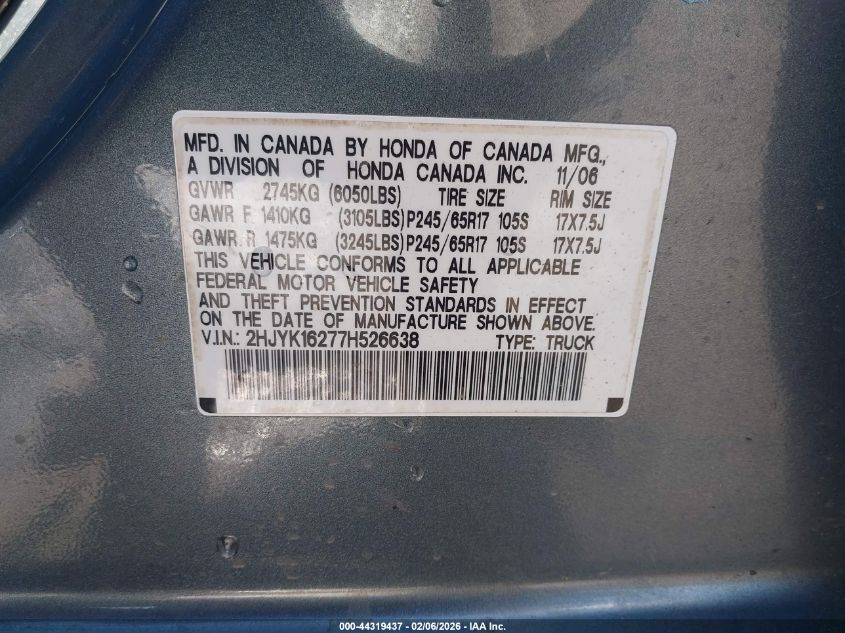 MFD. IN CANADA BY HONDA OF CANADA MFG.,
A DIVISION OF HONDA CANADA INC. 11/06
GVWR 2745KG (6050LBS) TIRE SIZE RIM SIZE
GAWR F 1410KG (3105LBS) P245/65R17 105S 17X7.5J
GAWR R 1475KG (3245LBS) P245/65R17 105S 17X7.5J
THIS VEHICLE CONFORMS TO ALL APPLICABLE
FEDERAL MOTOR VEHICLE SAFETY
AND THEFT PREVENTION STANDARDS IN EFFECT
ON THE DATE OF MANUFACTURE SHOWN ABOVE.
V.I.N.: 2HJYK16277H526638 TYPE: TRUCK
000-44319437 - 02/06/2026 - IAA Inc.